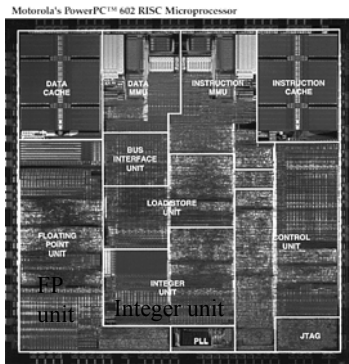 Motorola's PowerPC™ 602 RISC Microprocessor
DATA
CACHE
DATA
MMU
INSTRUCTION
MMU
INSTRUCTION
CACHE
BUS
INTERFACE
UNIT
LOAD/STORE
UNIT
FLOATING
POINT
UNIT
CONTROL
UNIT
INTEGER
UNIT
FP
unit
Integer unit
PLL
JTAG